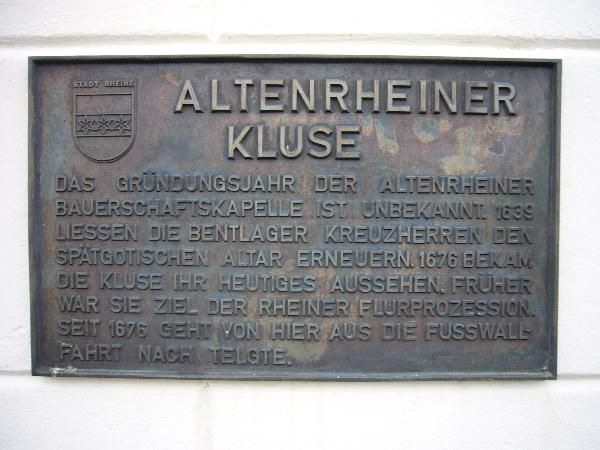 STADT RHEINE
ALTENRHEINER
KLUSE
DAS GRÜNDUNGSJAHR DER ALTENRHEINER
BAUERSCHAFTSKAPELLE IST UNBEKANNT. 1639
LIESSEN DIE BENTLAGER KREUZHERREN DEN
SPÄTGOTISCHEN ALTAR ERNEUERN. 1676 BEKAM
DIE KLUSE IHR HEUTIGES AUSSEHEN. FRÜHER
WAR SIE ZIEL DER RHEINER FLURPROZESSION.
SEIT 1676 GEHT VON HIER AUS DIE FUSSWALL-
FAHRT NACH TELGTE.